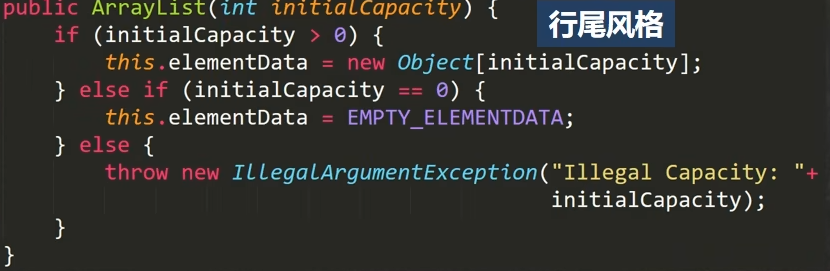 public ArrayList(int initialCapacity) {
行尾风格
    if (initialCapacity > 0) {
        this.elementData = new Object[initialCapacity];
    } else if (initialCapacity == 0) {
        this.elementData = EMPTY_ELEMENTDATA;
    } else {
        throw new IllegalArgumentException("Illegal Capacity: "+
                                           initialCapacity);
    }
}